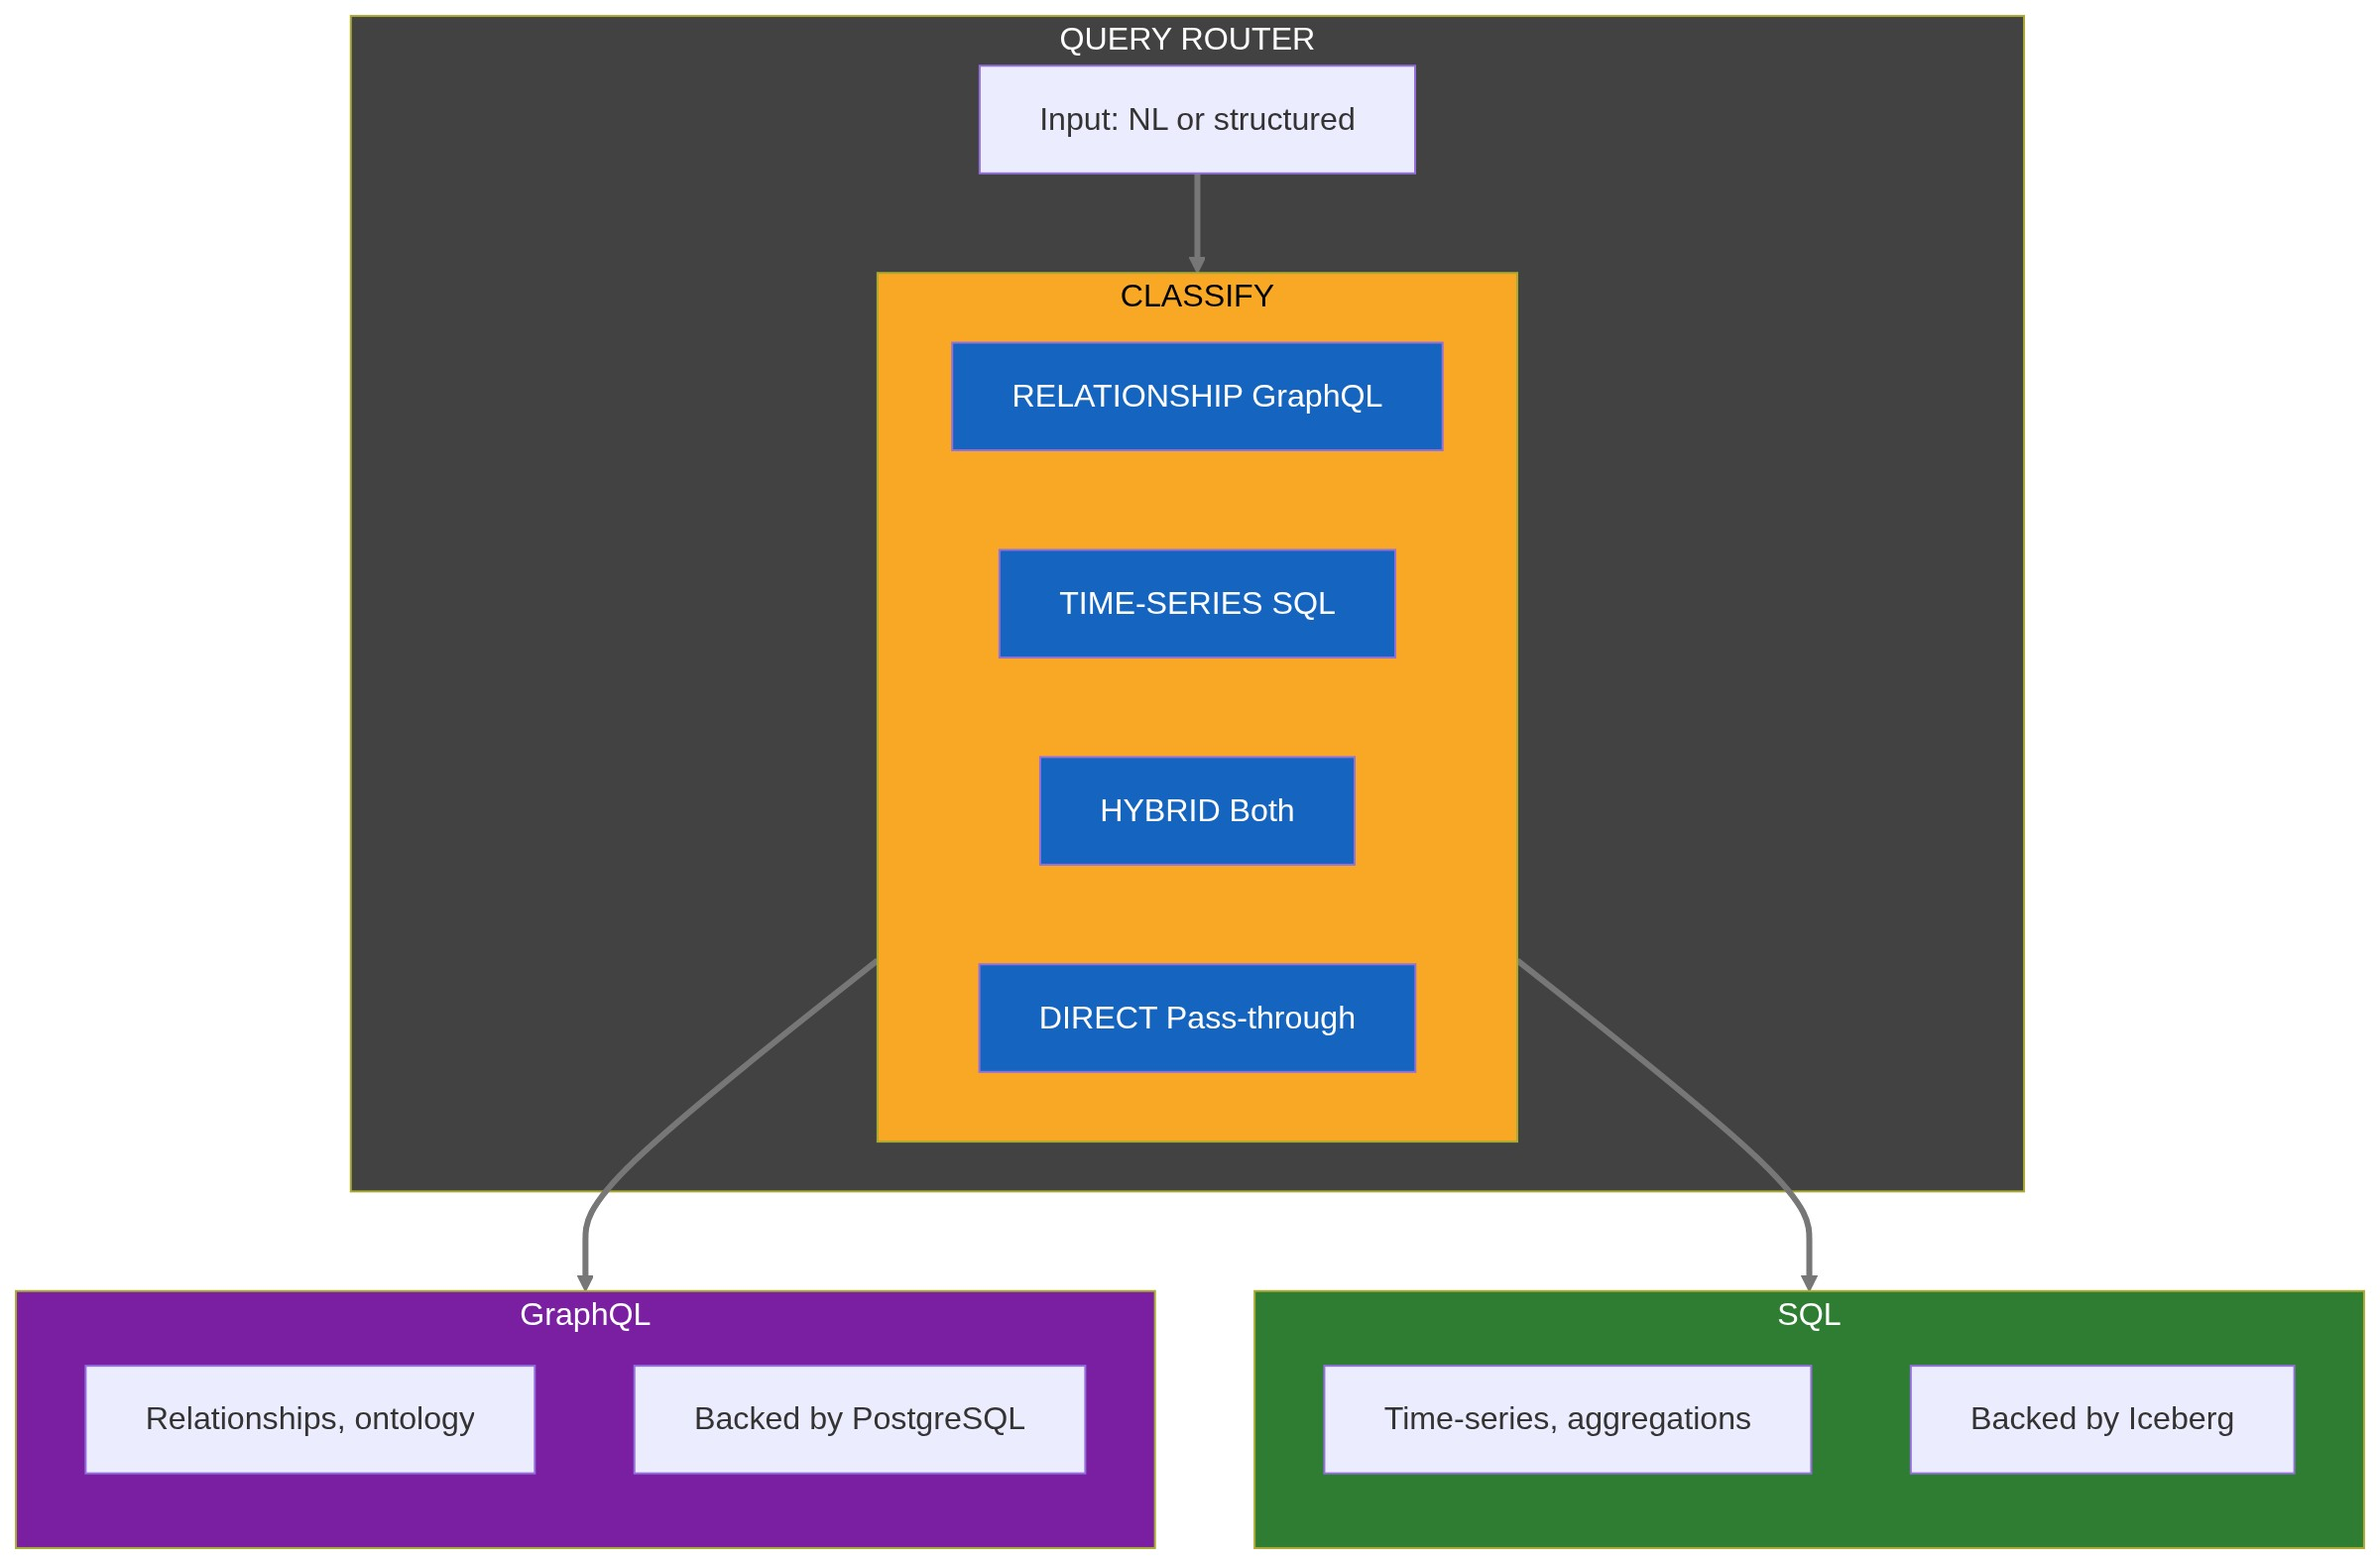 QUERY ROUTER
Input: NL or structured
CLASSIFY
RELATIONSHIP GraphQL
TIME-SERIES SQL
HYBRID Both
DIRECT Pass-through
GraphQL
Relationships, ontology
Backed by PostgreSQL
SQL
Time-series, aggregations
Backed by Iceberg